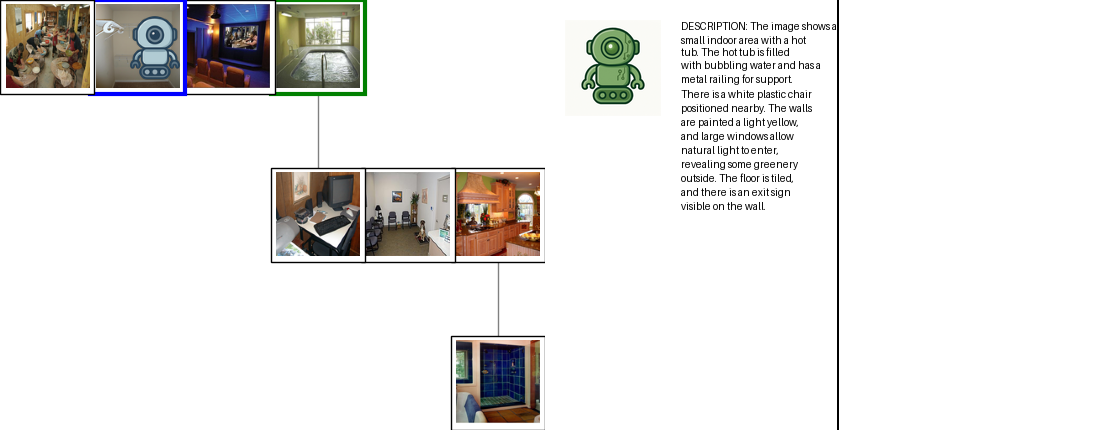 DESCRIPTION: The image shows a
small indoor area with a hot
tub. The hot tub is filled
with bubbling water and has a
metal railing for support.
There is a white plastic chair
positioned nearby. The walls
are painted a light yellow,
and large windows allow
natural light to enter,
revealing some greenery
outside. The floor is tiled,
and there is an exit sign
visible on the wall.